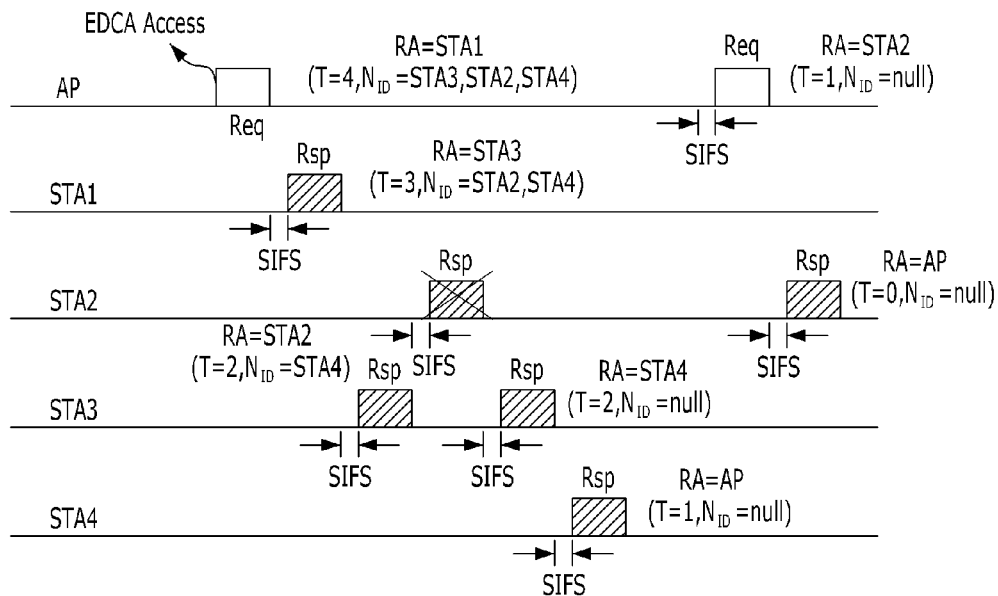 EDCA Access
AP
Req
RA=STA1
(T=4,N_ID=STA3,STA2,STA4)
Req
RA=STA2
(T=1,N_ID=null)
SIFS
STA1
Rsp
RA=STA3
(T=3,N_ID=STA2,STA4)
SIFS
STA2
Rsp
Rsp
RA=AP
(T=0,N_ID=null)
SIFS
SIFS
RA=STA2
(T=2,N_ID=STA4)
STA3
Rsp
Rsp
RA=STA4
(T=2,N_ID=null)
SIFS
SIFS
STA4
Rsp
RA=AP
(T=1,N_ID=null)
SIFS